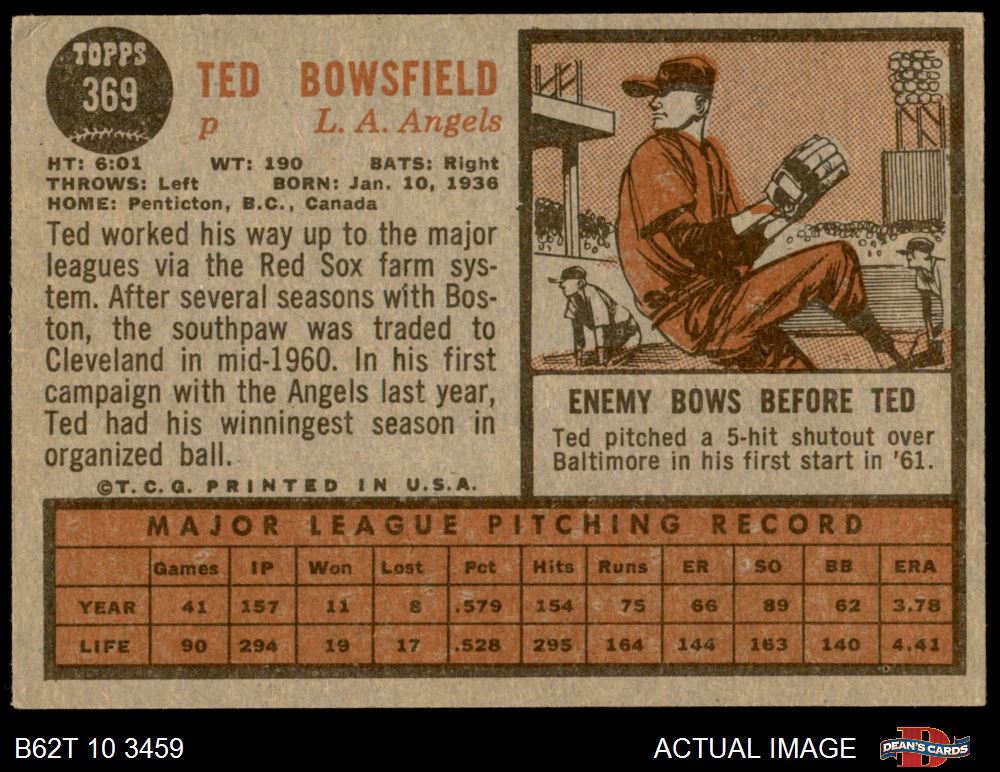 TOPPS
369
TED BOWSFIELD
p L. A. Angels
HT: 6:01 WT: 190 BATS: Right
THROWS: Left BORN: Jan. 10, 1936
HOME: Penticton, B.C., Canada
Ted worked his way up to the major
leagues via the Red Sox farm sys-
tem. After several seasons with Bos-
ton, the southpaw was traded to
Cleveland in mid-1960. In his first
campaign with the Angels last year,
Ted had his winningest season in
organized ball.
©T. C. G. PRINTED IN U.S.A.
ENEMY BOWS BEFORE TED
Ted pitched a 5-hit shutout over
Baltimore in his first start in '61.
MAJOR LEAGUE PITCHING RECORD
Games IP Won Lost Pct Hits Runs ER SO BB ERA
YEAR 41 157 11 8 .579 154 75 66 89 62 3.78
LIFE 90 294 19 17 .528 295 164 144 163 140 4.41
B62T 10 3459 ACTUAL IMAGE DEAN'S CARDS